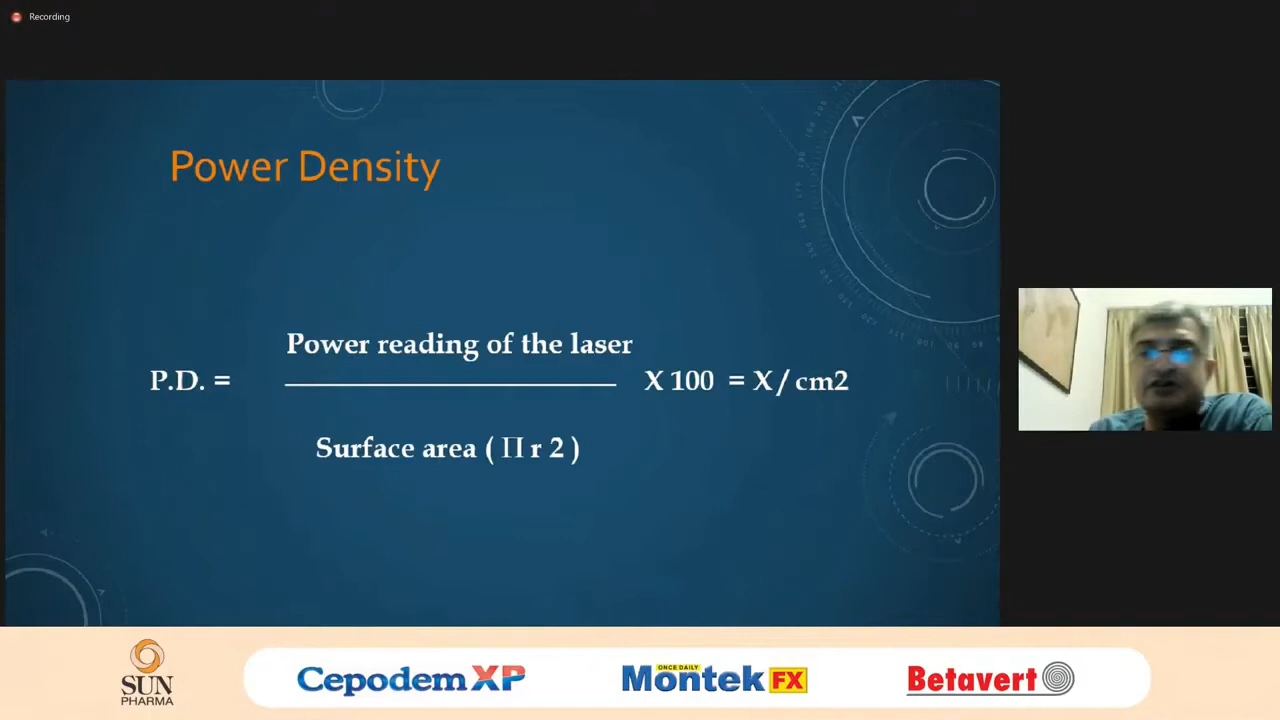 Recording
Power Density
Power reading of the laser
P.D. = X 100 = X / cm2
Surface area ( Π r 2 )
SUN
PHARMA
Cepodem XP
ONCE DAILY
Montek FX
Betavert